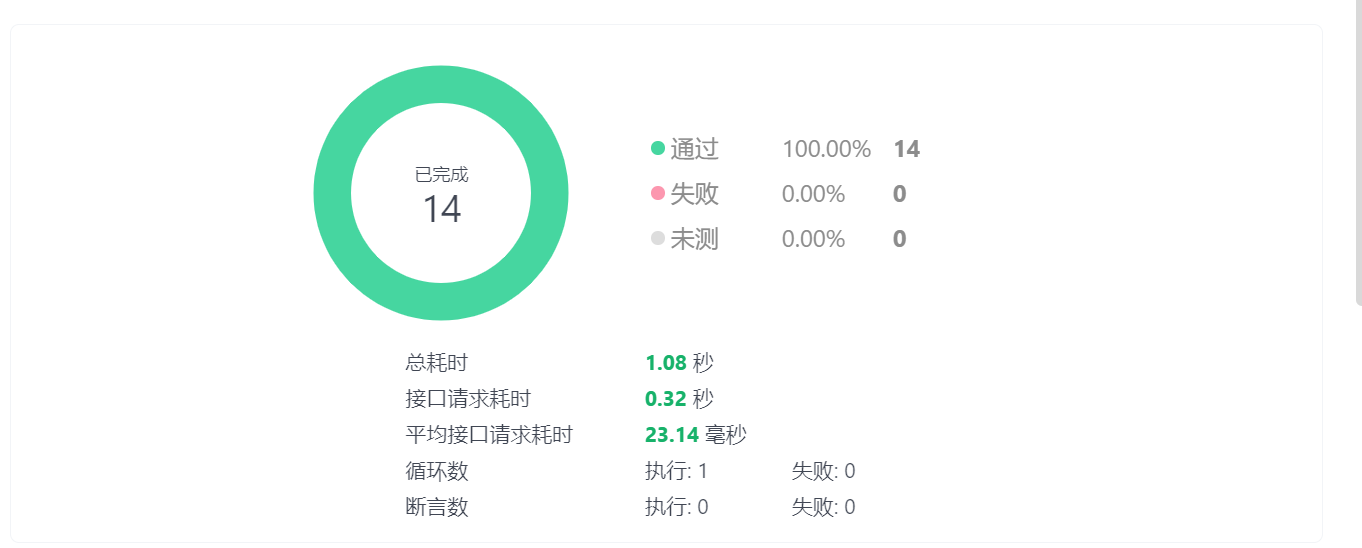 已完成
14
通过 100.00% 14
失败 0.00% 0
未测 0.00% 0
总耗时 1.08 秒
接口请求耗时 0.32 秒
平均接口请求耗时 23.14 毫秒
循环数 执行: 1 失败: 0
断言数 执行: 0 失败: 0